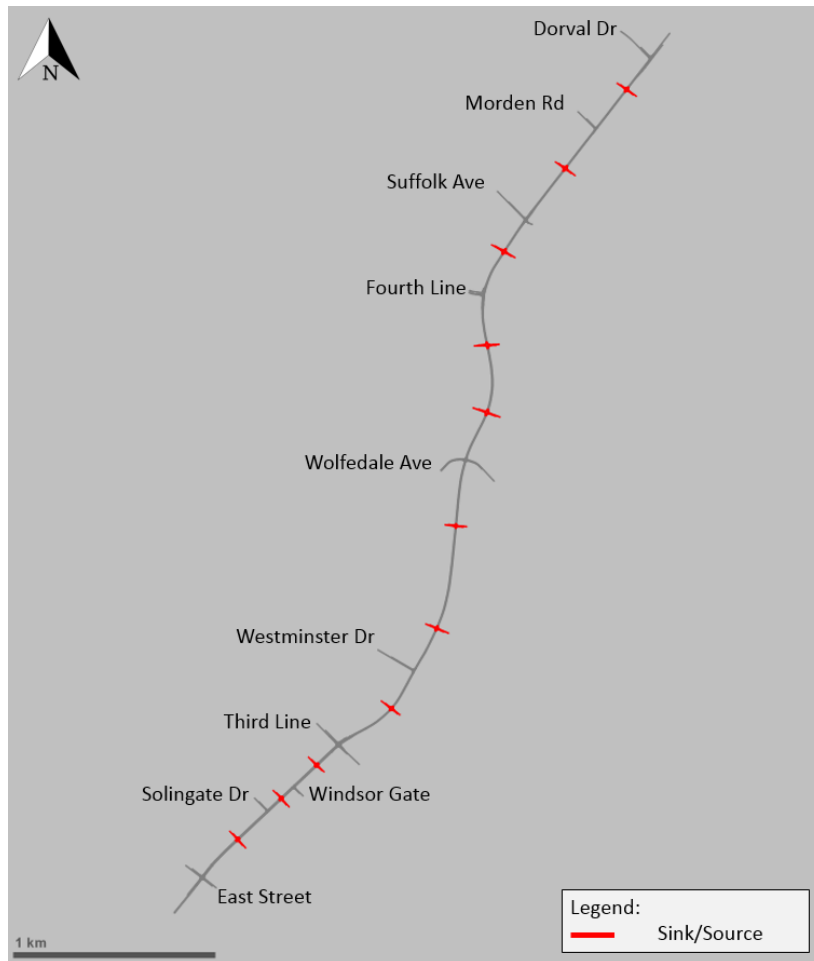 Dorval Dr
N
Morden Rd
Suffolk Ave
Fourth Line
Wolfedale Ave
Westminster Dr
Third Line
Solingate Dr
Windsor Gate
East Street
Legend:
Sink/Source
1 km